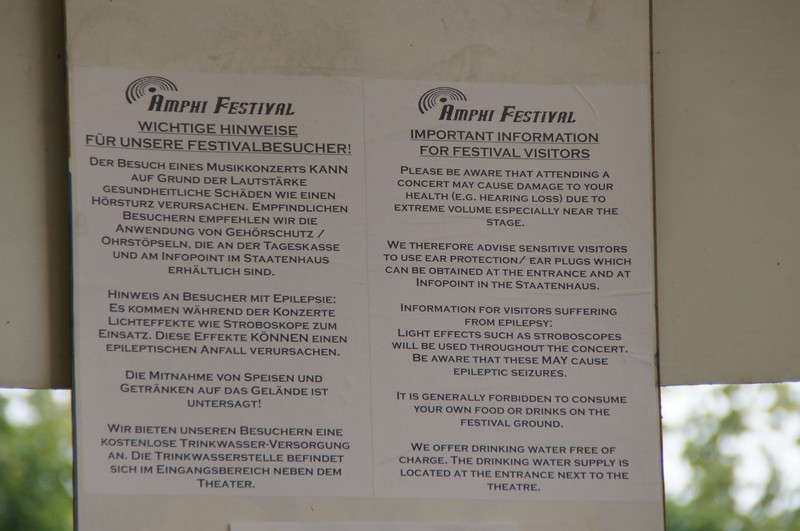 AMPHI FESTIVAL
WICHTIGE HINWEISE
FÜR UNSERE FESTIVALBESUCHER!
DER BESUCH EINES MUSIKKONZERTS KANN
AUF GRUND DER LAUTSTÄRKE
GESUNDHEITLICHE SCHÄDEN WIE EINEN
HÖRSTURZ VERURSACHEN. EMPFINDLICHEN
BESUCHERN EMPFEHLEN WIR DIE
ANWENDUNG VON GEHÖRSCHUTZ /
OHRSTÖPSELN, DIE AN DER TAGESKASSE
UND AM INFOPOINT IM STAATENHAUS
ERHÄLTLICH SIND.
HINWEIS AN BESUCHER MIT EPILEPSIE:
ES KOMMEN WÄHREND DER KONZERTE
LICHTEFFEKTE WIE STROBOSKOPE ZUM
EINSATZ. DIESE EFFEKTE KÖNNEN EINEN
EPILEPTISCHEN ANFALL VERURSACHEN.
DIE MITNAHME VON SPEISEN UND
GETRÄNKEN AUF DAS GELÄNDE IST
UNTERSAGT!
WIR BIETEN UNSEREN BESUCHERN EINE
KOSTENLOSE TRINKWASSER-VERSORGUNG
AN. DIE TRINKWASSERSTELLE BEFINDET
SICH IM EINGANGSBEREICH NEBEN DEM
THEATER.
AMPHI FESTIVAL
IMPORTANT INFORMATION
FOR FESTIVAL VISITORS
PLEASE BE AWARE THAT ATTENDING A
CONCERT MAY CAUSE DAMAGE TO YOUR
HEALTH (E.G. HEARING LOSS) DUE TO
EXTREME VOLUME ESPECIALLY NEAR THE
STAGE.
WE THEREFORE ADVISE SENSITIVE VISITORS
TO USE EAR PROTECTION/ EAR PLUGS WHICH
CAN BE OBTAINED AT THE ENTRANCE AND AT
INFOPOINT IN THE STAATENHAUS.
INFORMATION FOR VISITORS SUFFERING
FROM EPILEPSY:
LIGHT EFFECTS SUCH AS STROBOSCOPES
WILL BE USED THROUGHOUT THE CONCERT.
BE AWARE THAT THESE MAY CAUSE
EPILEPTIC SEIZURES.
IT IS GENERALLY FORBIDDEN TO CONSUME
YOUR OWN FOOD OR DRINKS ON THE
FESTIVAL GROUND.
WE OFFER DRINKING WATER FREE OF
CHARGE. THE DRINKING WATER SUPPLY IS
LOCATED AT THE ENTRANCE NEXT TO THE
THEATRE.